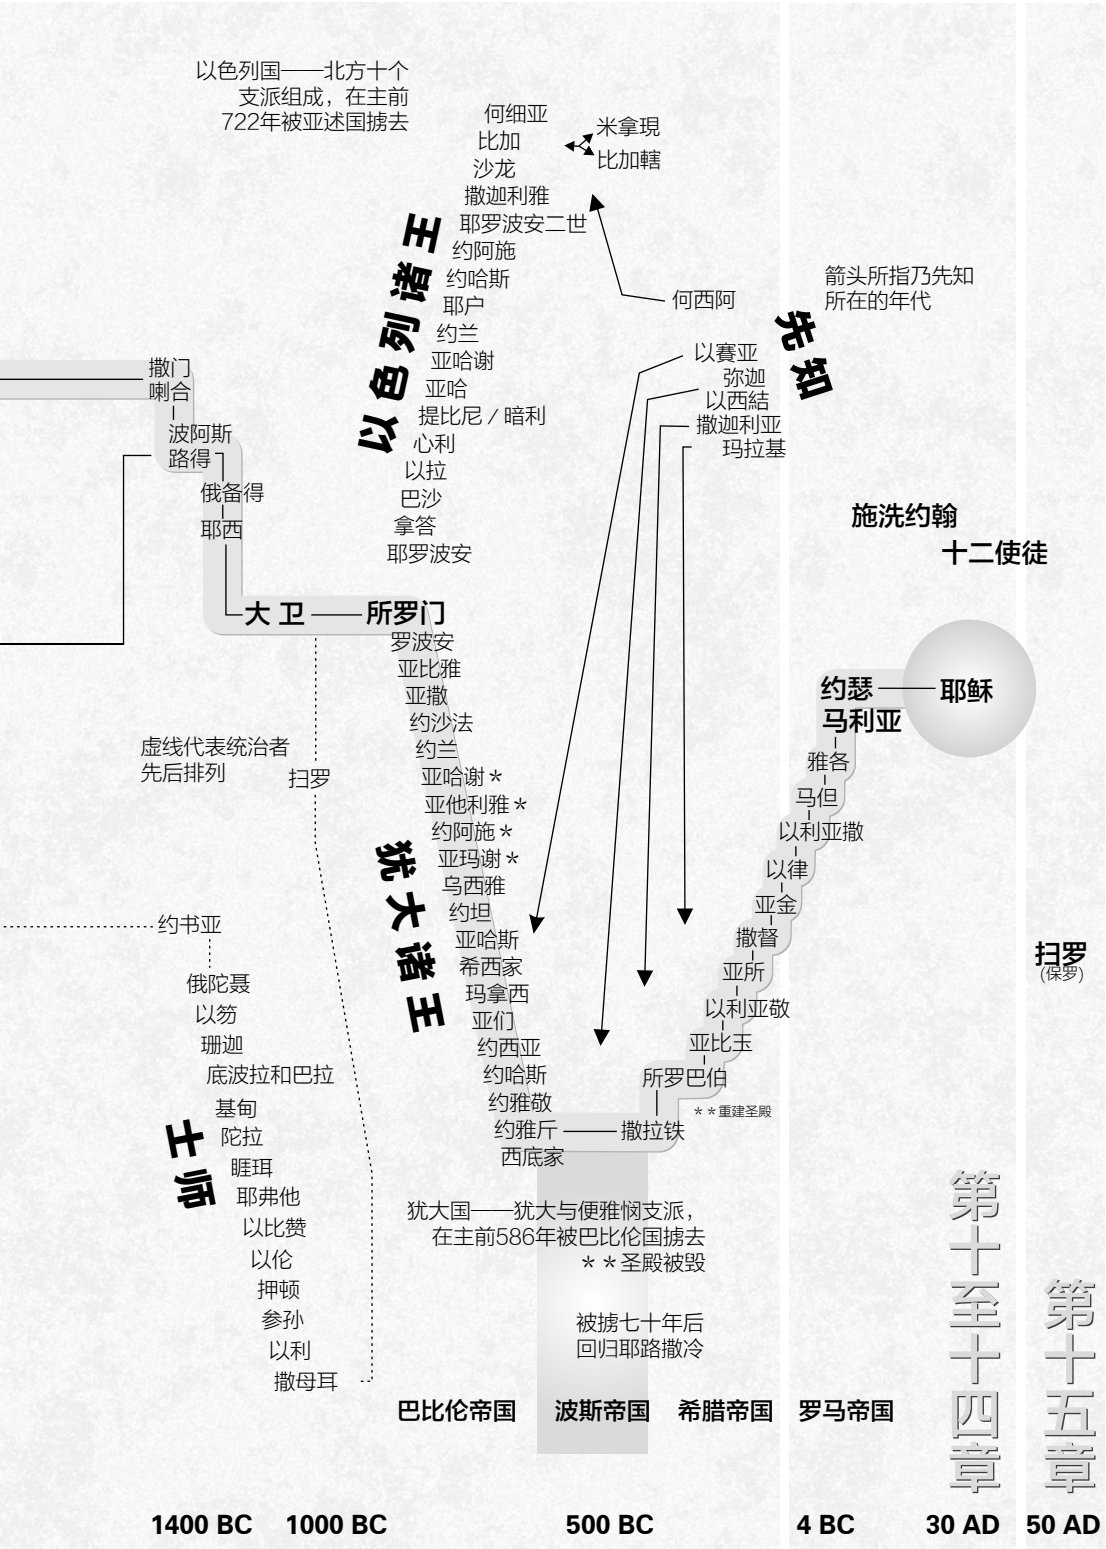 以色列国——北方十个
支派组成，在主前
722年被亚述国掳去
何细亚
比加
沙龙
撒迦利雅
耶罗波安二世
约阿施
约哈斯
耶户
约兰
亚哈谢
亚哈
提比尼 / 暗利
心利
以拉
巴沙
拿答
耶罗波安
米拿現
比加轄
以色列诸王
何西阿
箭头所指乃先知
所在的年代
先知
以賽亚
弥迦
以西結
撒迦利亚
玛拉基
撒门
喇合
波阿斯
路得
俄备得
耶西
大 卫
所罗门
罗波安
亚比雅
亚撒
约沙法
约兰
亚哈谢＊
亚他利雅＊
约阿施＊
亚玛谢＊
乌西雅
约坦
亚哈斯
希西家
玛拿西
亚们
约西亚
约哈斯
约雅敬
约雅斤
西底家
犹大诸王
虚线代表统治者
先后排列
扫罗
约书亚
俄陀聂
以笏
珊迦
底波拉和巴拉
基甸
陀拉
睚珥
耶弗他
以比赞
以伦
押顿
参孙
以利
撒母耳
士师
施洗约翰
十二使徒
约瑟
马利亚
耶稣
雅各
马但
以利亚撒
以律
亚金
撒督
亚所
以利亚敬
亚比玉
所罗巴伯
＊＊重建圣殿
撒拉铁
扫罗
(保罗)
犹大国——犹大与便雅悯支派，
在主前586年被巴比伦国掳去
＊＊圣殿被毁
被掳七十年后
回归耶路撒冷
巴比伦帝国
波斯帝国
希腊帝国
罗马帝国
第十至十四章
第十五章
1400 BC
1000 BC
500 BC
4 BC
30 AD
50 AD